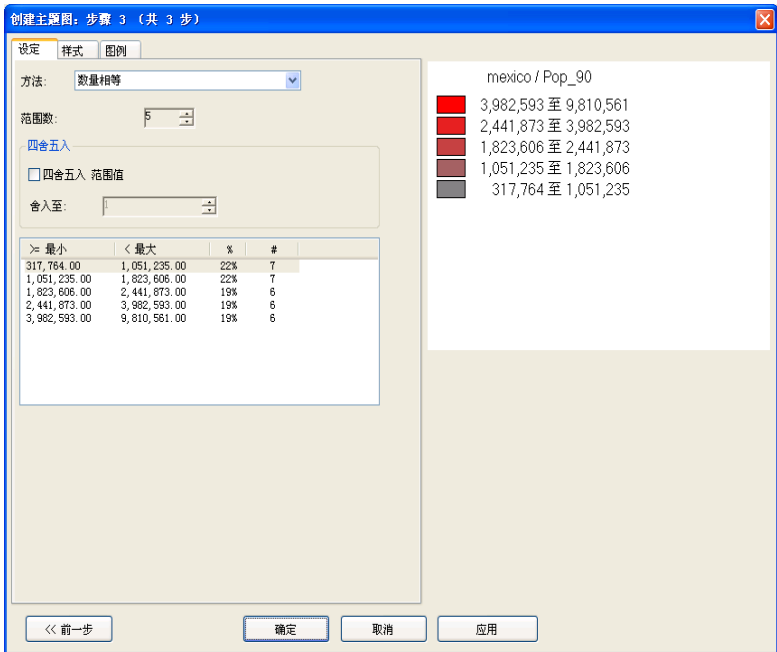 创建主题图: 步骤 3 (共 3 步)
设定 样式 图例
方法: 数量相等
范围数: 5
四舍五入
四舍五入 范围值
舍入至: 1
>= 最小 < 最大 % #
317,764.00 1,051,235.00 22% 7
1,051,235.00 1,823,606.00 22% 7
1,823,606.00 2,441,873.00 19% 6
2,441,873.00 3,982,593.00 19% 6
3,982,593.00 9,810,561.00 19% 6
mexico / Pop_90
3,982,593 至 9,810,561
2,441,873 至 3,982,593
1,823,606 至 2,441,873
1,051,235 至 1,823,606
317,764 至 1,051,235
<< 前一步 确定 取消 应用